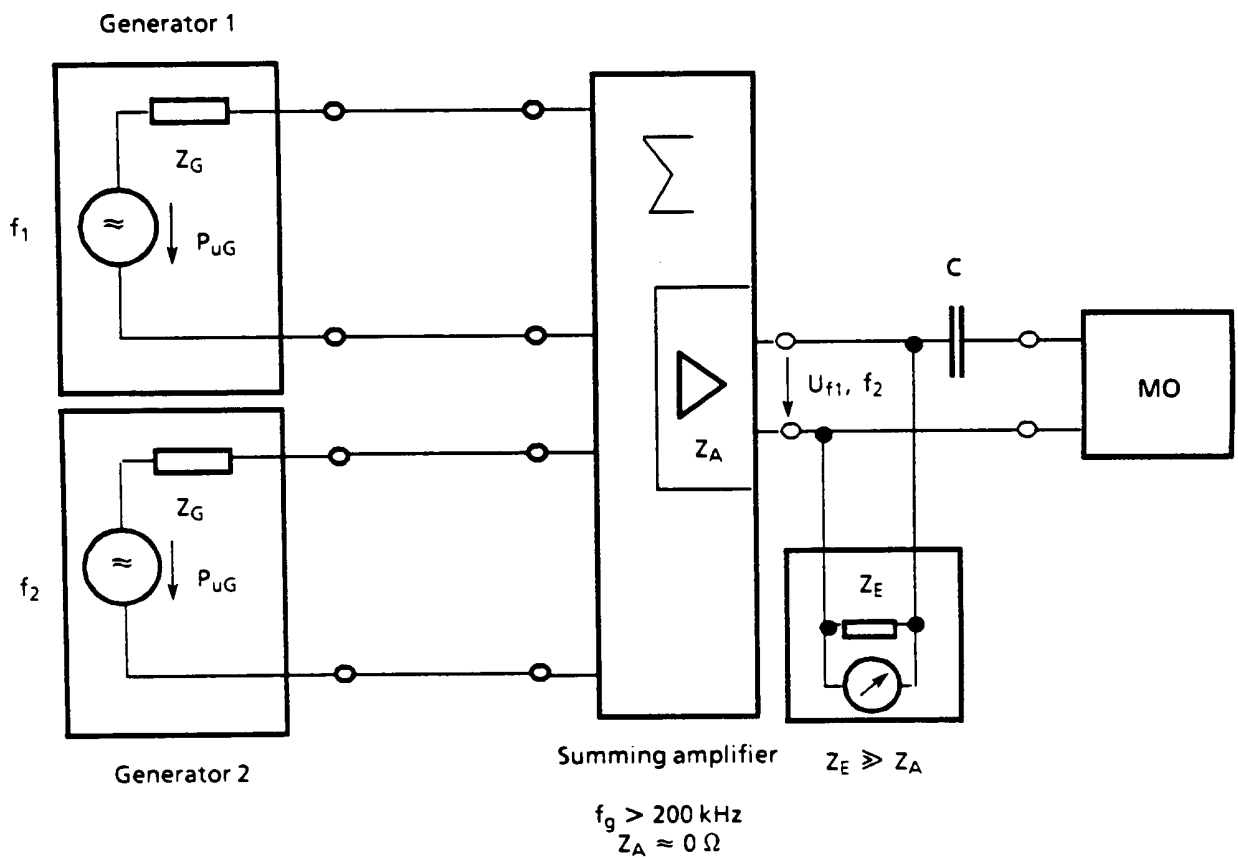 Generator 1
Z_G
f_1
P_uG
Σ
C
U_f1, f_2
MO
Z_A
Z_G
f_2
P_uG
Z_E
Generator 2
Summing amplifier
Z_E ≫ Z_A
f_g > 200 kHz
Z_A ≈ 0 Ω